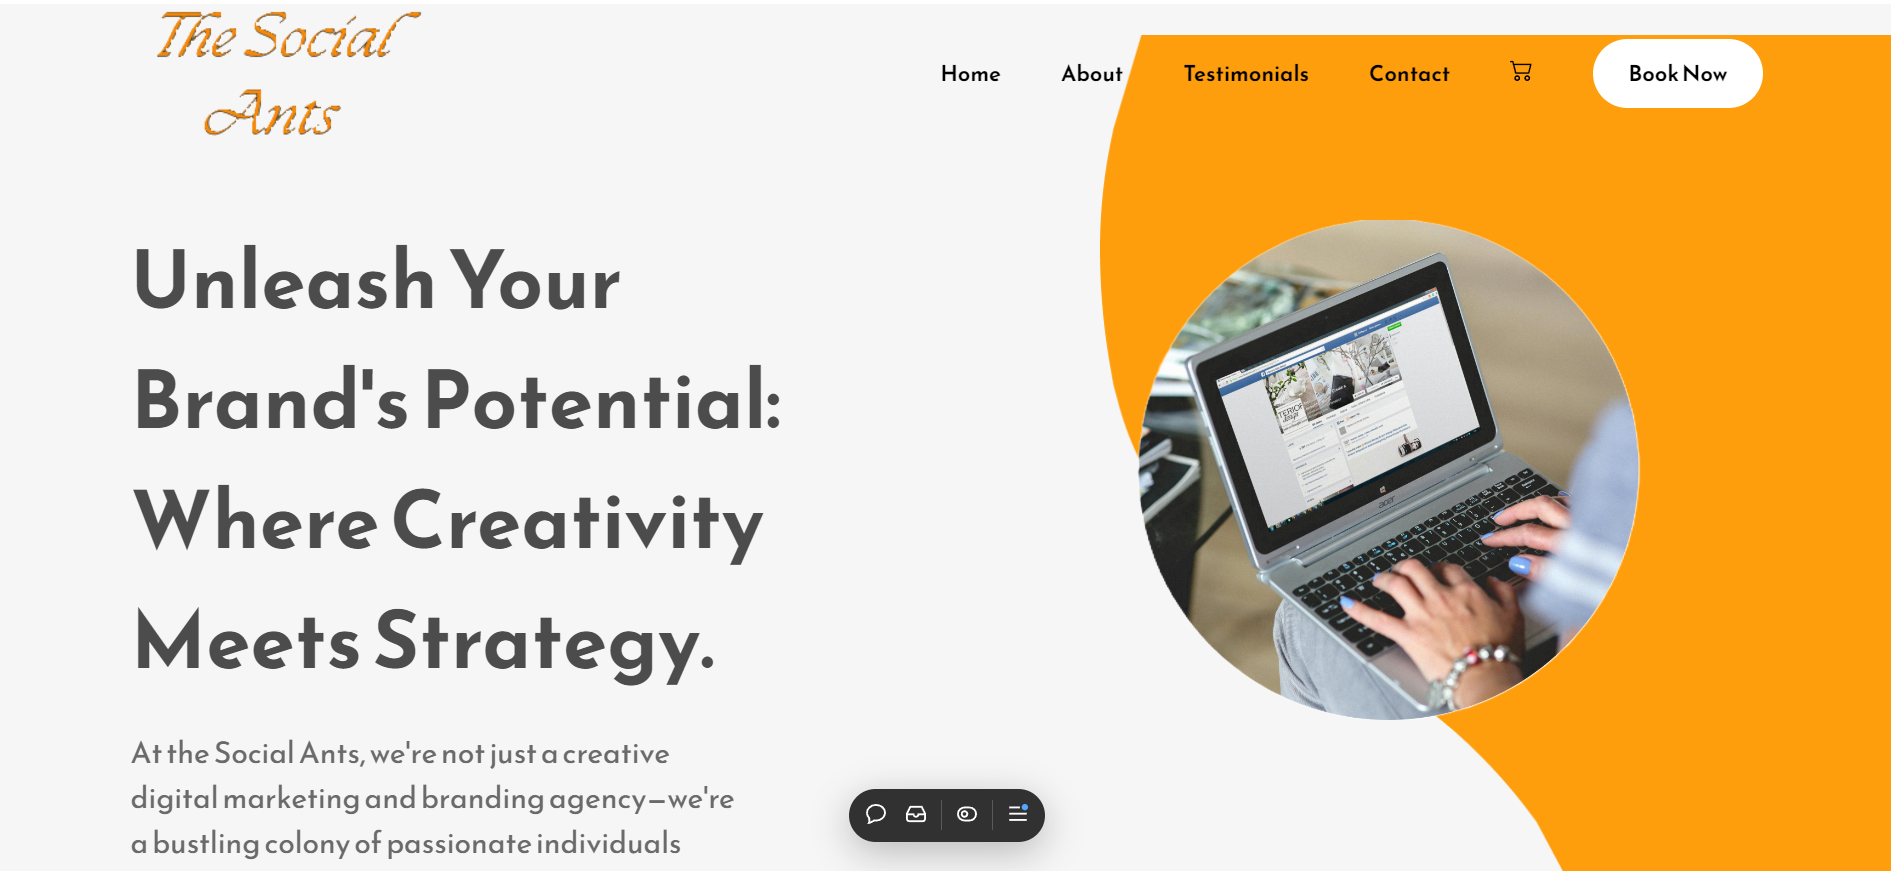 The Social
Ants
Home About Testimonials Contact Book Now
Unleash Your
Brand's Potential:
Where Creativity
Meets Strategy.
acer
At the Social Ants, we're not just a creative
digital marketing and branding agency—we're
a bustling colony of passionate individuals